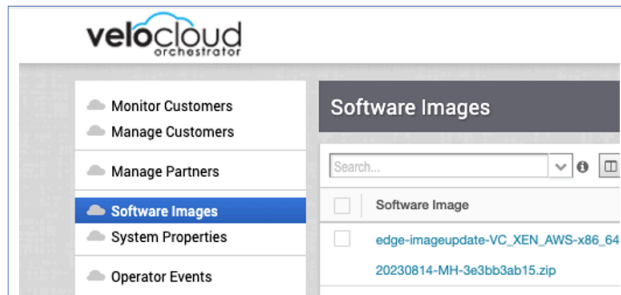 velocloud
orchestrator
Monitor Customers
Manage Customers
Manage Partners
Software Images
System Properties
Operator Events
Software Images
Search...
Software Image
edge-imageupdate-VC_XEN_AWS-x86_64
20230814-MH-3e3bb3ab15.zip